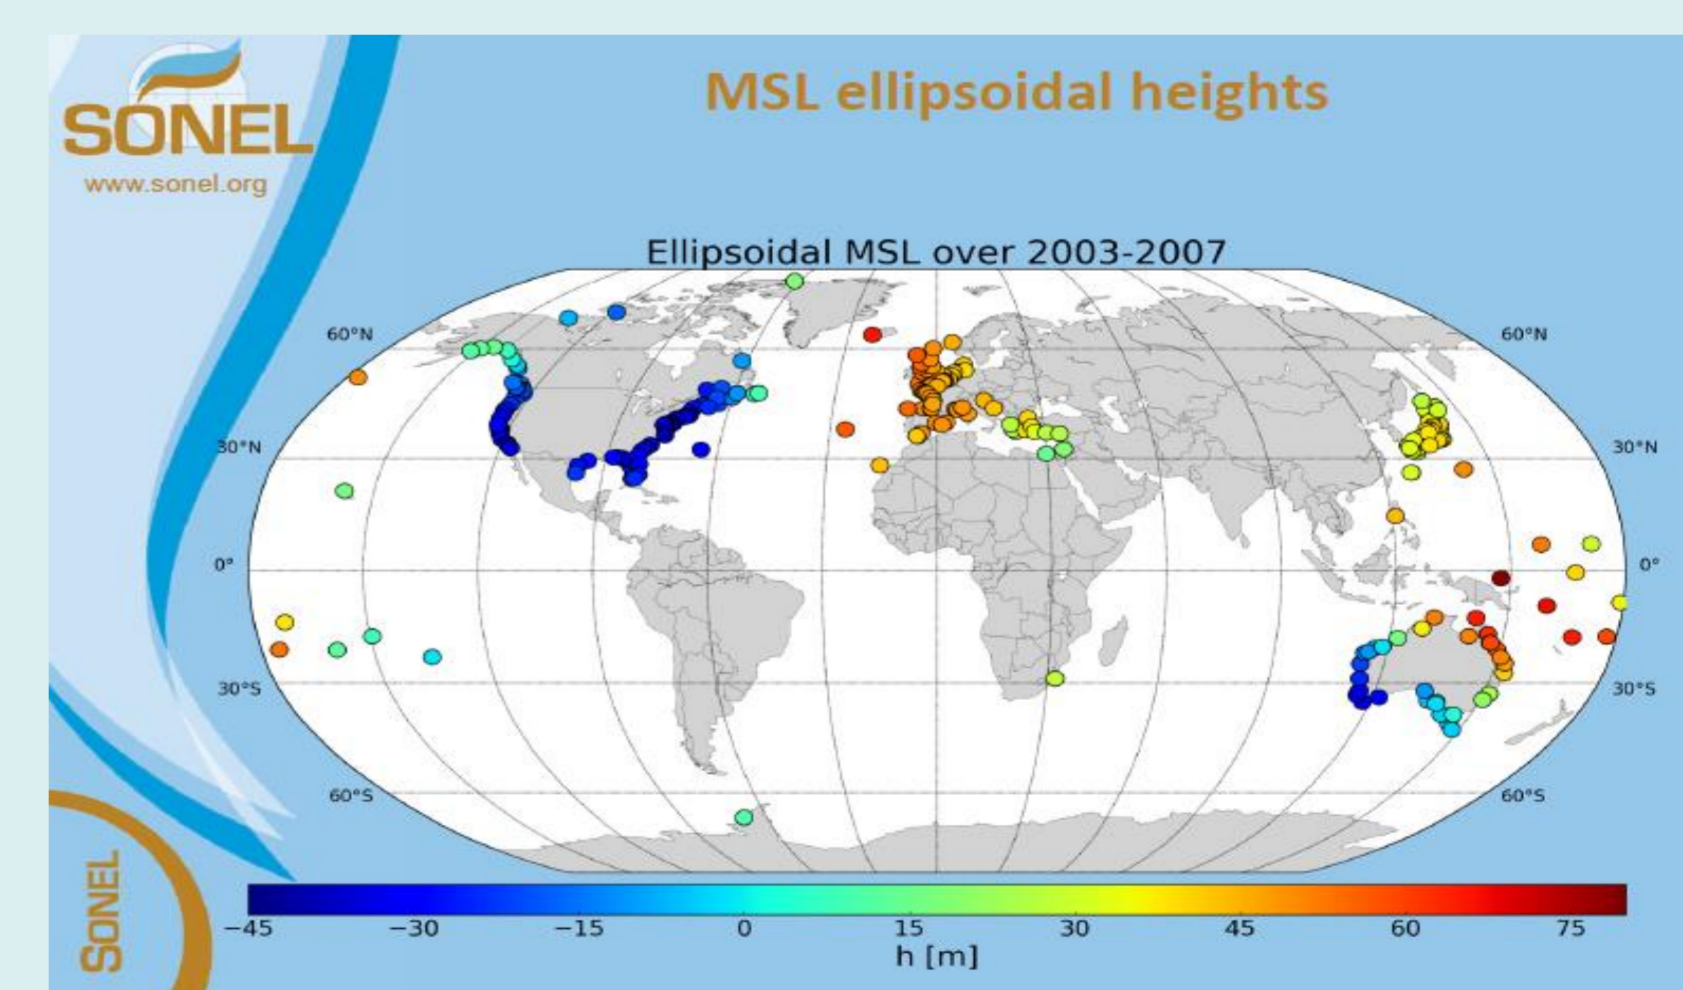 SONEL
www.sonel.org
MSL ellipsoidal heights
Ellipsoidal MSL over 2003-2007
60°N
60°N
30°N
30°N
0°
0°
30°S
30°S
60°S
60°S
−45 −30 −15 0 15 30 45 60 75
h [m]
SONEL